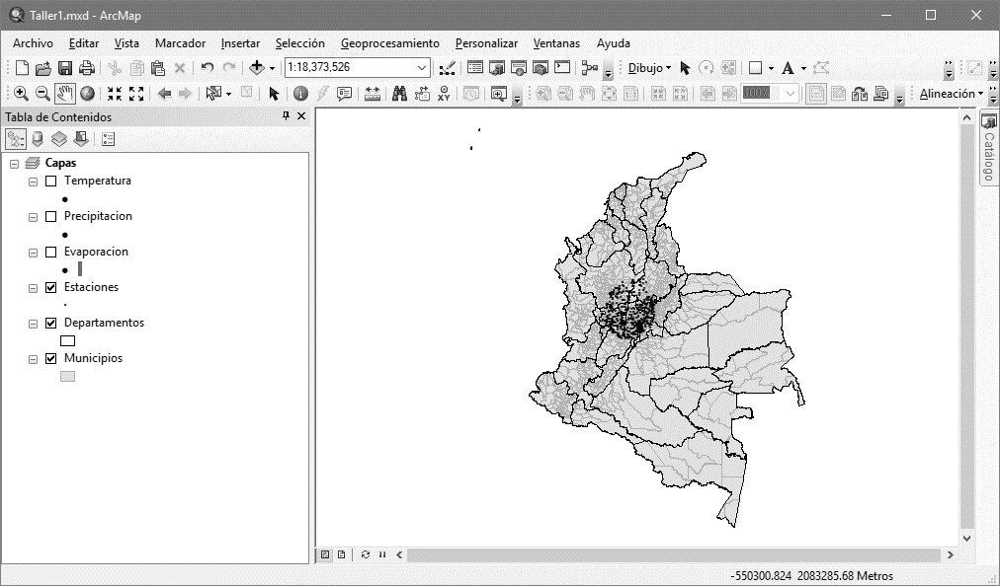 Taller1.mxd - ArcMap
Archivo Editar Vista Marcador Insertar Selección Geoprocesamiento Personalizar Ventanas Ayuda
1:18,373,526 Dibujo A
XY 100% Alineación
Tabla de Contenidos
Capas
Temperatura
Precipitacion
Evaporacion
Estaciones
Departamentos
Municipios
Catálogo
-550300.824 2083285.68 Metros